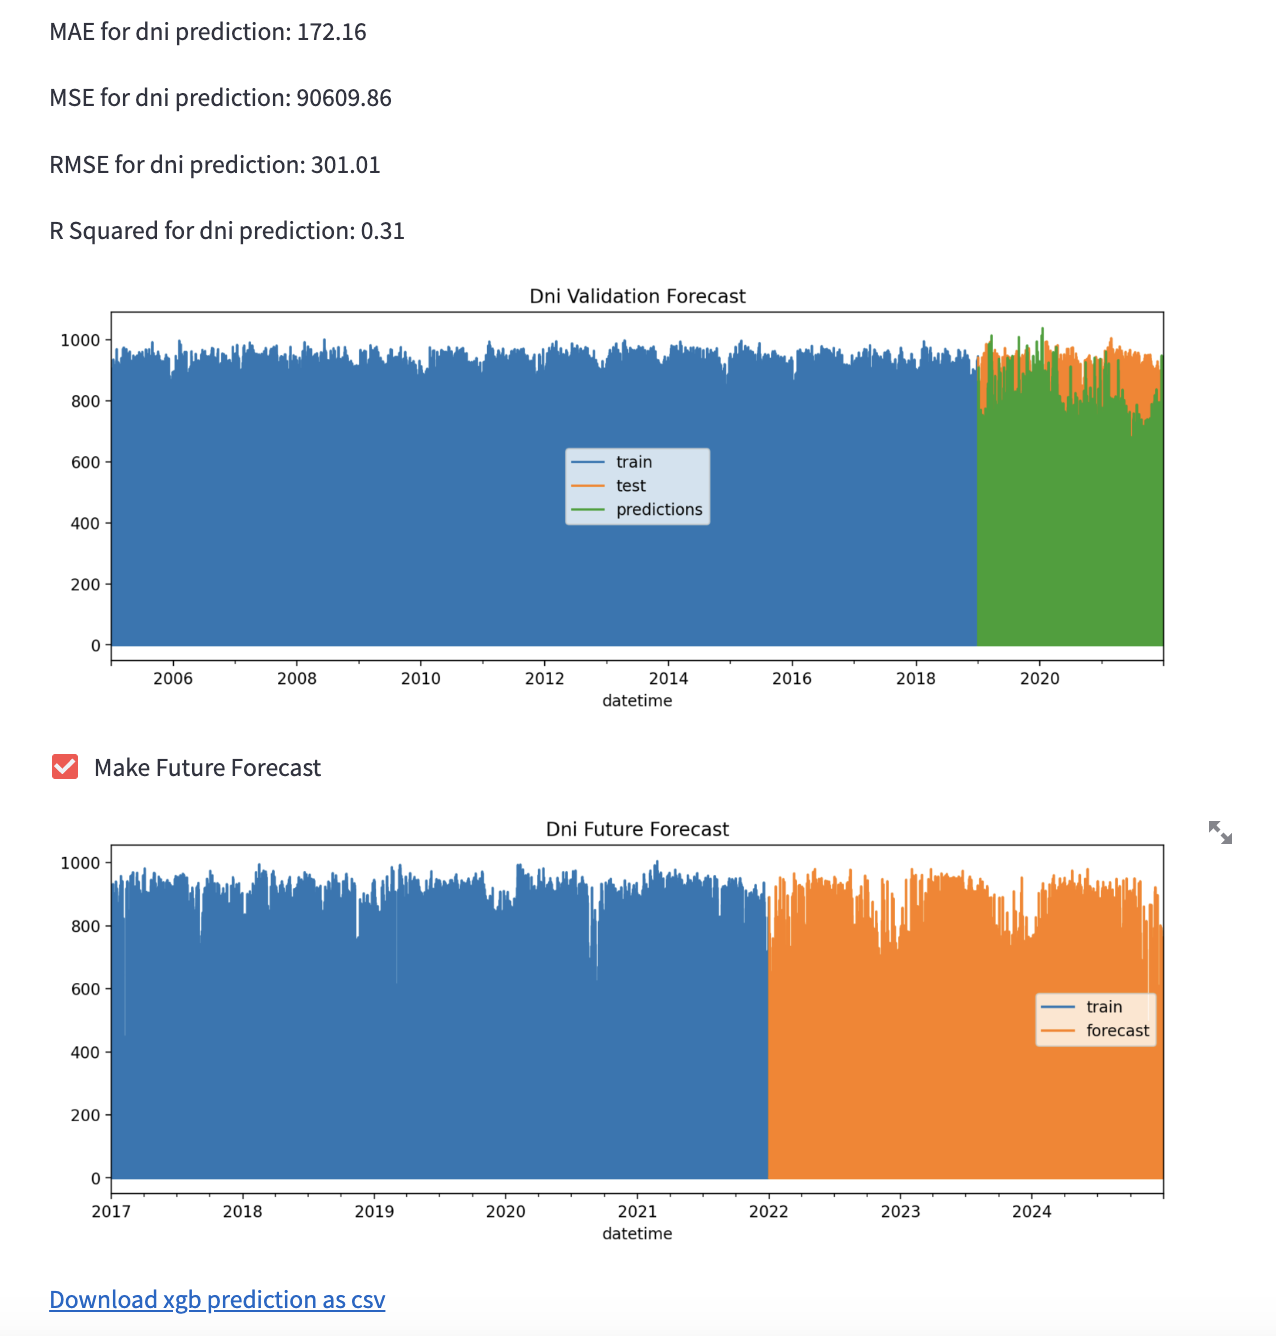 MAE for dni prediction: 172.16
MSE for dni prediction: 90609.86
RMSE for dni prediction: 301.01
R Squared for dni prediction: 0.31
Dni Validation Forecast
1000
800
600
400
200
0
train
test
predictions
2006 2008 2010 2012 2014 2016 2018 2020
datetime
Make Future Forecast
Dni Future Forecast
1000
800
600
400
200
0
train
forecast
2017 2018 2019 2020 2021 2022 2023 2024
datetime
Download xgb prediction as csv